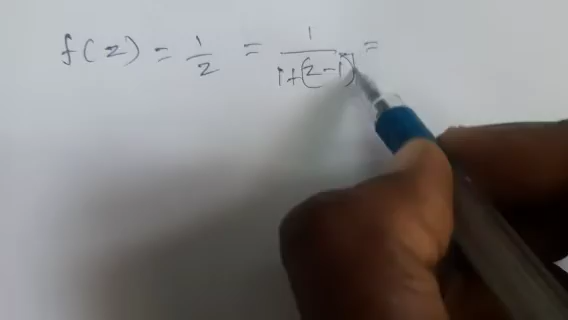 f(z) = 1/z = 1/1+(z-1) =